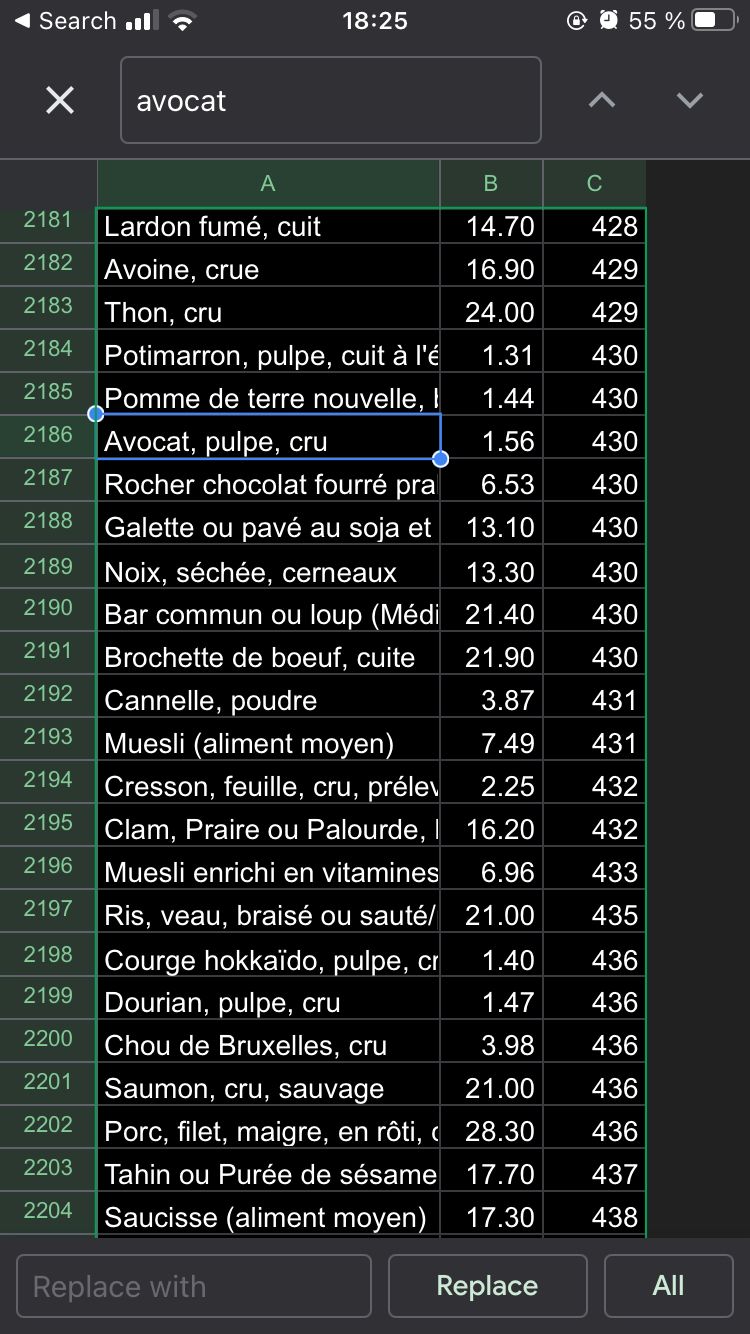 Search 18:25 55 %
avocat
A B C
2181 Lardon fumé, cuit 14.70 428
2182 Avoine, crue 16.90 429
2183 Thon, cru 24.00 429
2184 Potimarron, pulpe, cuit à l'é 1.31 430
2185 Pomme de terre nouvelle, 1.44 430
2186 Avocat, pulpe, cru 1.56 430
2187 Rocher chocolat fourré pra 6.53 430
2188 Galette ou pavé au soja et 13.10 430
2189 Noix, séchée, cerneaux 13.30 430
2190 Bar commun ou loup (Médi 21.40 430
2191 Brochette de boeuf, cuite 21.90 430
2192 Cannelle, poudre 3.87 431
2193 Muesli (aliment moyen) 7.49 431
2194 Cresson, feuille, cru, prélev 2.25 432
2195 Clam, Praire ou Palourde, 16.20 432
2196 Muesli enrichi en vitamines 6.96 433
2197 Ris, veau, braisé ou sauté/ 21.00 435
2198 Courge hokkaïdo, pulpe, cr 1.40 436
2199 Dourian, pulpe, cru 1.47 436
2200 Chou de Bruxelles, cru 3.98 436
2201 Saumon, cru, sauvage 21.00 436
2202 Porc, filet, maigre, en rôti, 28.30 436
2203 Tahin ou Purée de sésame 17.70 437
2204 Saucisse (aliment moyen) 17.30 438
Replace with Replace All